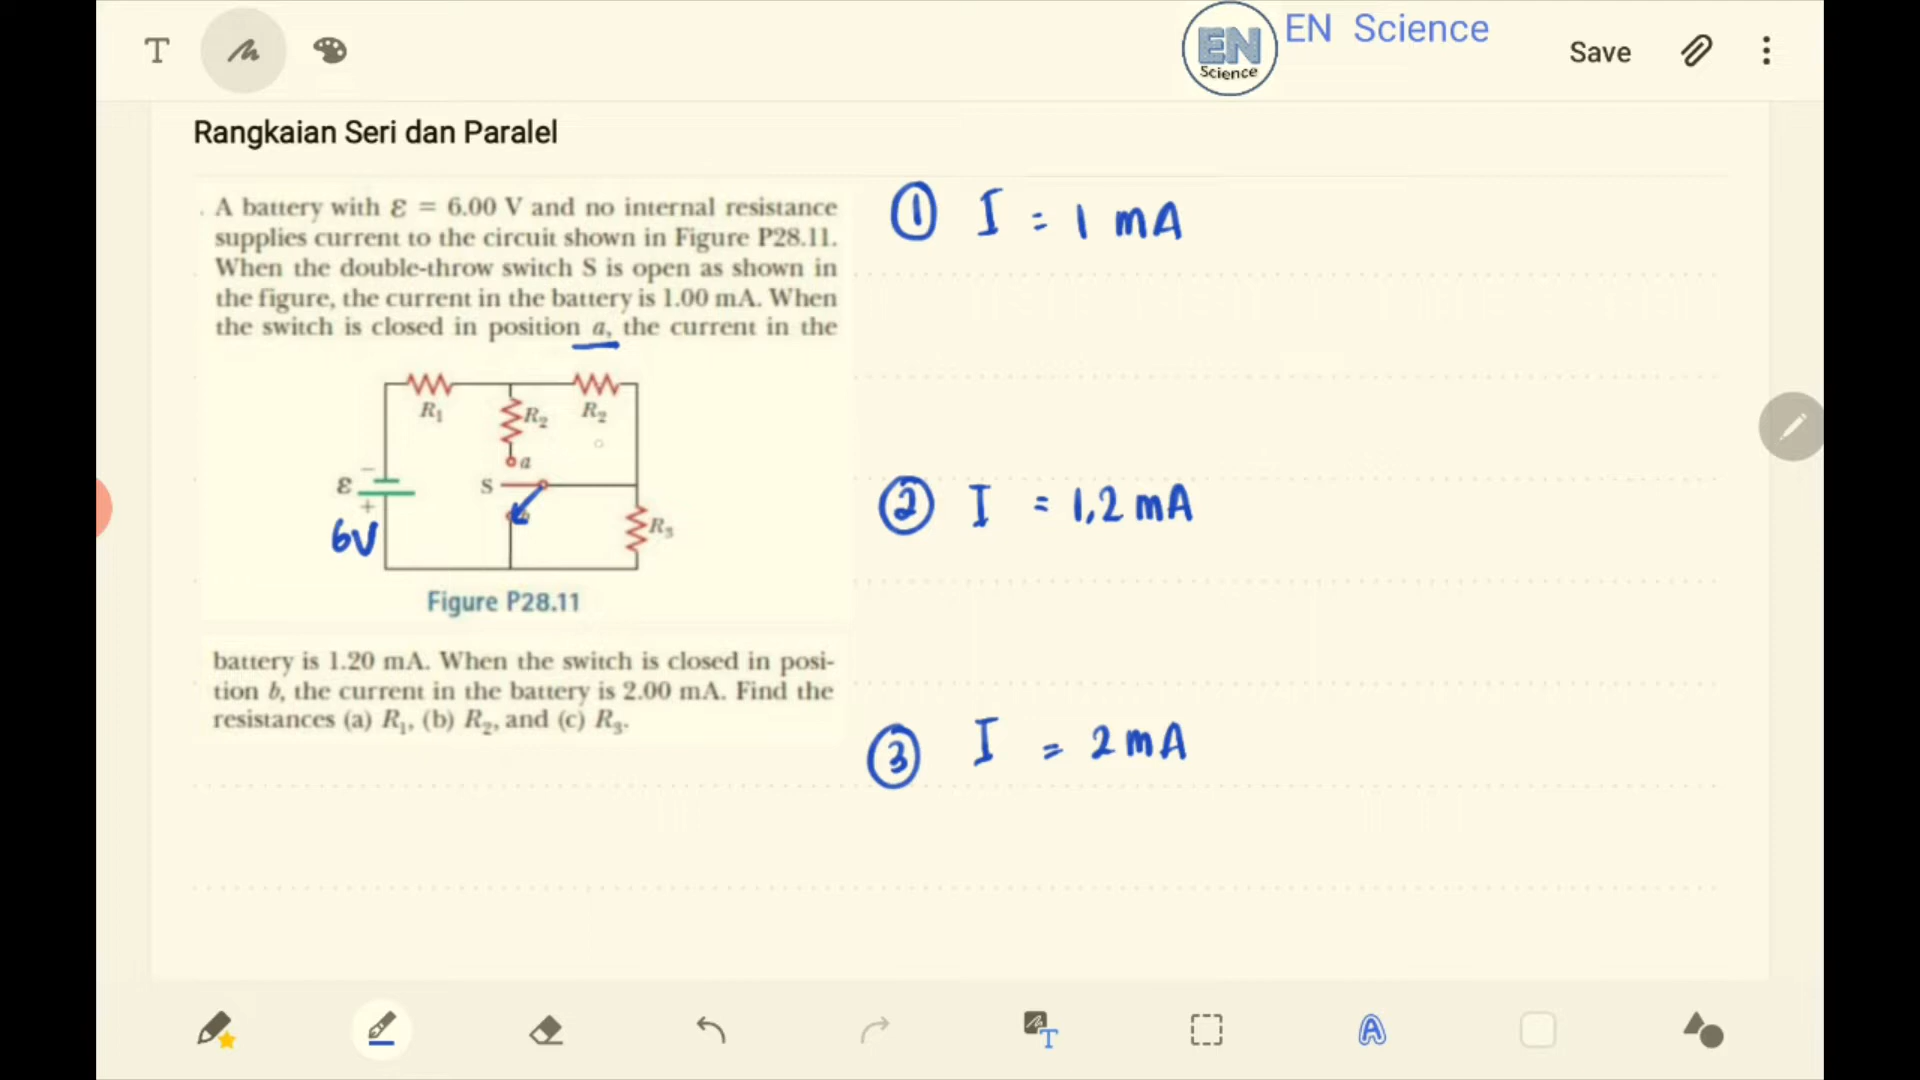 T
EN Science
EN Science
Save
Rangkaian Seri dan Paralel
. A battery with ε = 6.00 V and no internal resistance
supplies current to the circuit shown in Figure P28.11.
When the double-throw switch S is open as shown in
the figure, the current in the battery is 1.00 mA. When
the switch is closed in position a, the current in the
R₁
R₂
R₂
a
S
ε
−
+
6V
R₃
Figure P28.11
battery is 1.20 mA. When the switch is closed in posi-
tion b, the current in the battery is 2.00 mA. Find the
resistances (a) R₁, (b) R₂, and (c) R₃.
① I = 1 mA
② I = 1,2 mA
③ I = 2 mA
T
A